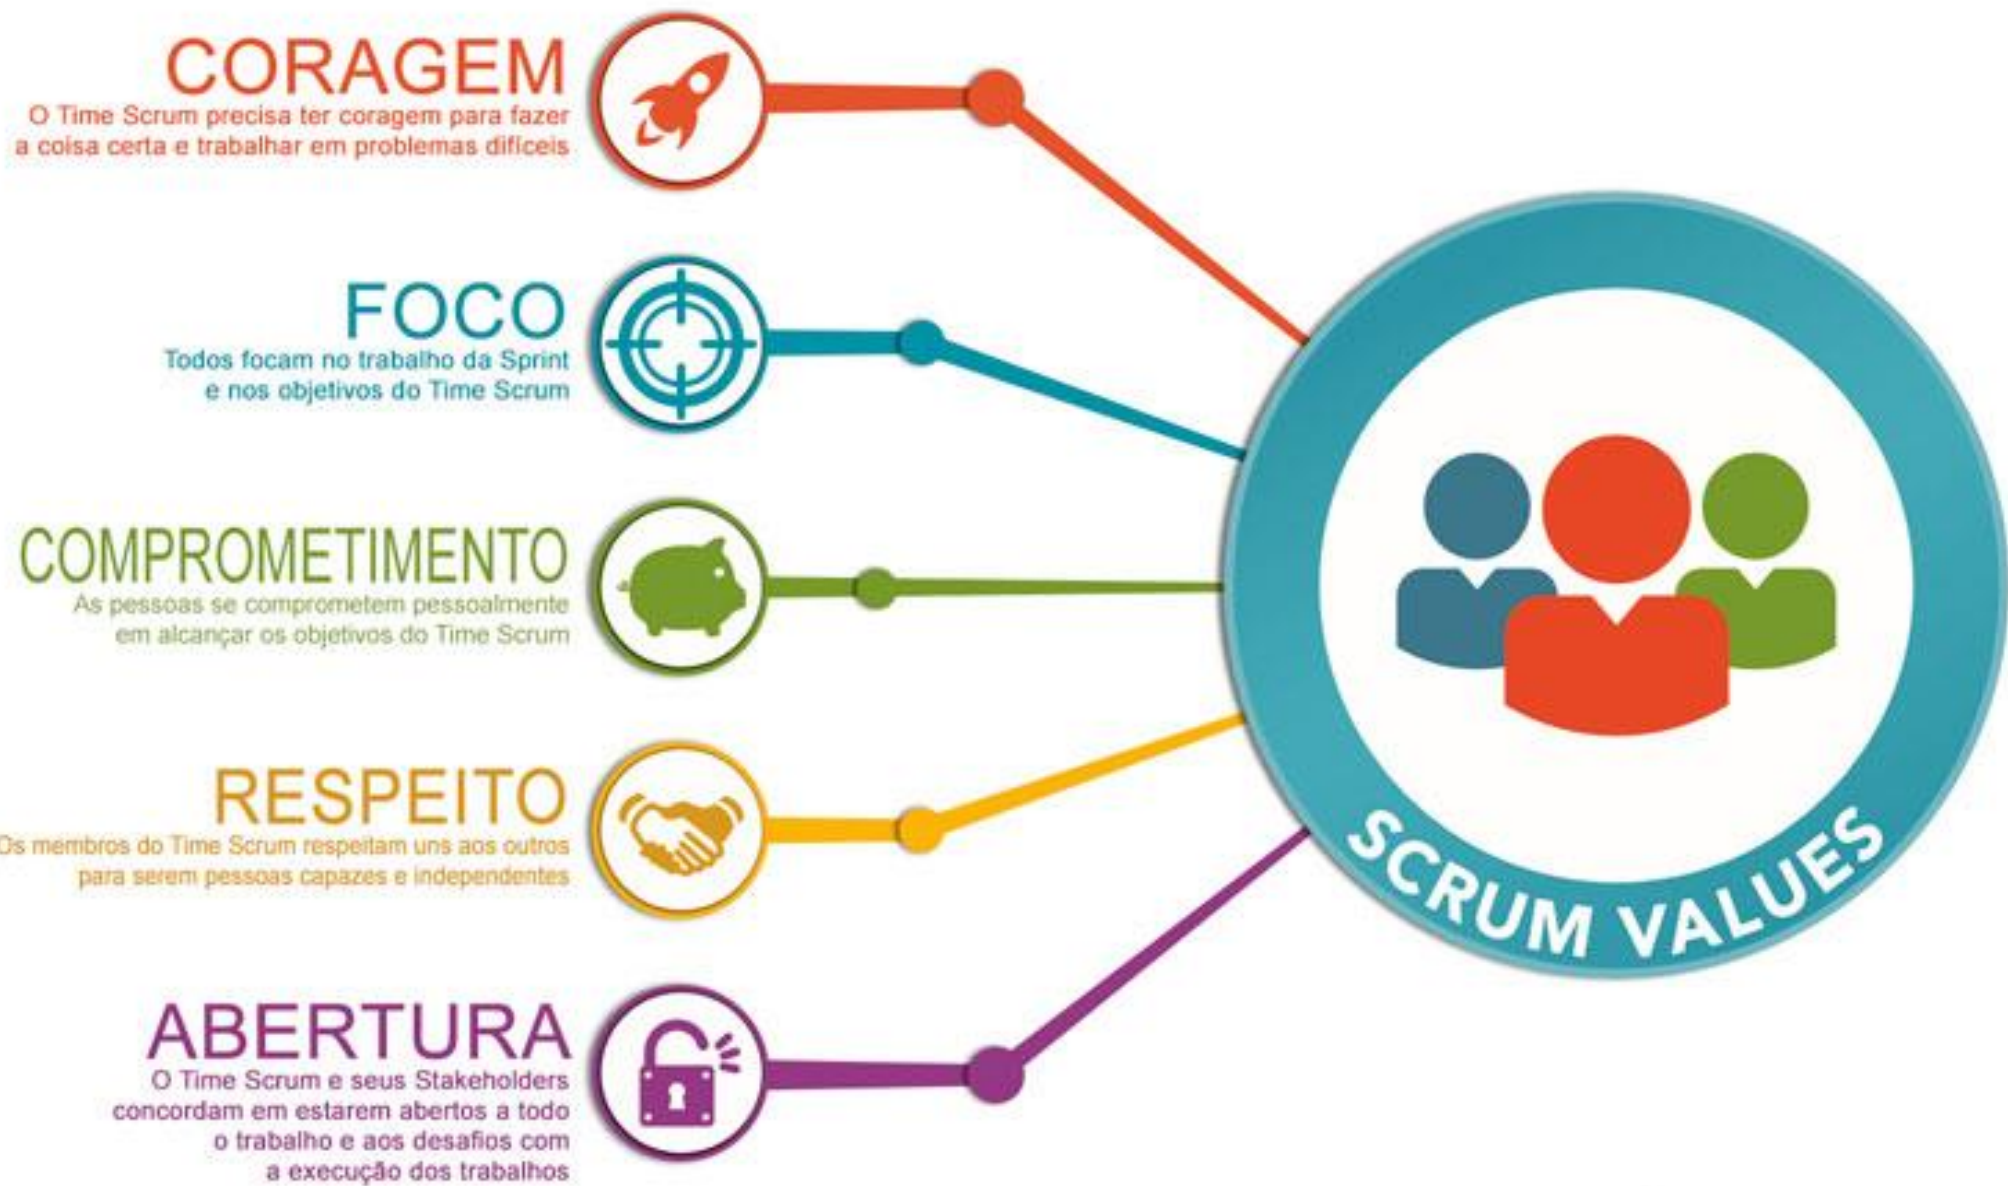 CORAGEM
O Time Scrum precisa ter coragem para fazer
a coisa certa e trabalhar em problemas difíceis
FOCO
Todos focam no trabalho da Sprint
e nos objetivos do Time Scrum
COMPROMETIMENTO
As pessoas se comprometem pessoalmente
em alcançar os objetivos do Time Scrum
RESPEITO
Os membros do Time Scrum respeitam uns aos outros
para serem pessoas capazes e independentes
ABERTURA
O Time Scrum e seus Stakeholders
concordam em estarem abertos a todo
o trabalho e aos desafios com
a execução dos trabalhos
SCRUM VALUES